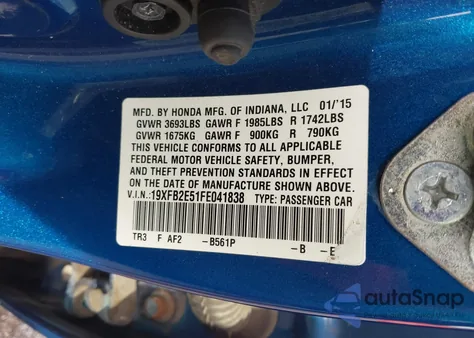 MFD. BY HONDA MFG. OF INDIANA, LLC 01/'15
GVWR 3693LBS GAWR F 1985LBS R 1742LBS
GVWR 1675KG GAWR F 900KG R 790KG
THIS VEHICLE CONFORMS TO ALL APPLICABLE
FEDERAL MOTOR VEHICLE SAFETY, BUMPER,
AND THEFT PREVENTION STANDARDS IN EFFECT
ON THE DATE OF MANUFACTURE SHOWN ABOVE.
V.I.N.:19XFB2E51FE041838 TYPE: PASSENGER CAR
TR3 F AF2 -B561P -B -E
autoSnap